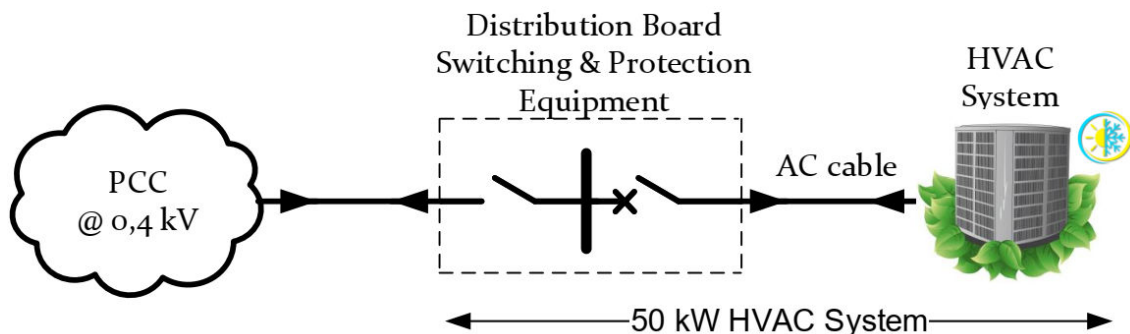 Distribution Board
Switching & Protection
Equipment
HVAC
System
PCC
@ 0,4 kV
AC cable
50 kW HVAC System